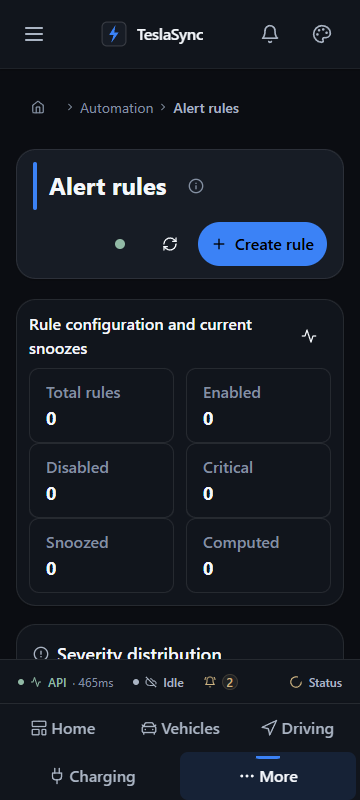 TeslaSync
Automation
Alert rules
Alert rules
Create rule
Rule configuration and current
snoozes
Total rules
Enabled
0
0
Disabled
Critical
0
0
Snoozed
Computed
0
0
Severity distribution
API · 465ms
Idle
2
Status
Home
Vehicles
Driving
Charging
More